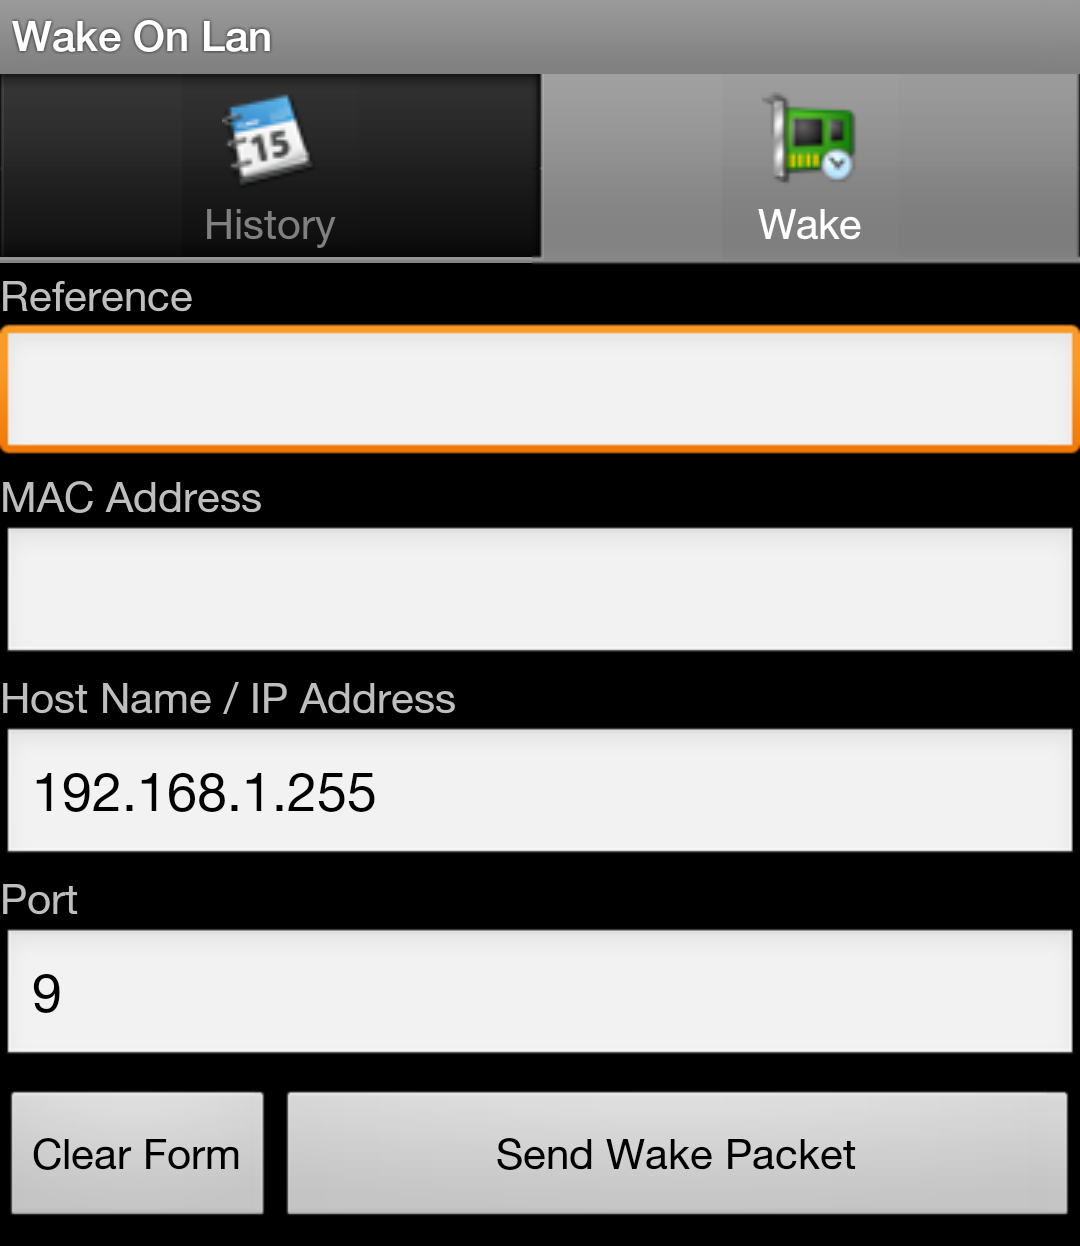 Wake On Lan
15
History
Wake
Reference
MAC Address
Host Name / IP Address
192.168.1.255
Port
9
Clear Form
Send Wake Packet